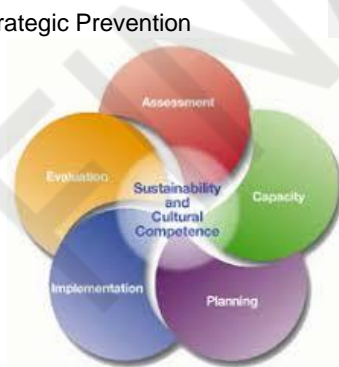 rategic Prevention
Assessment
Evaluation
Capacity
Sustainability
and
Cultural
Competence
Implementation
Planning